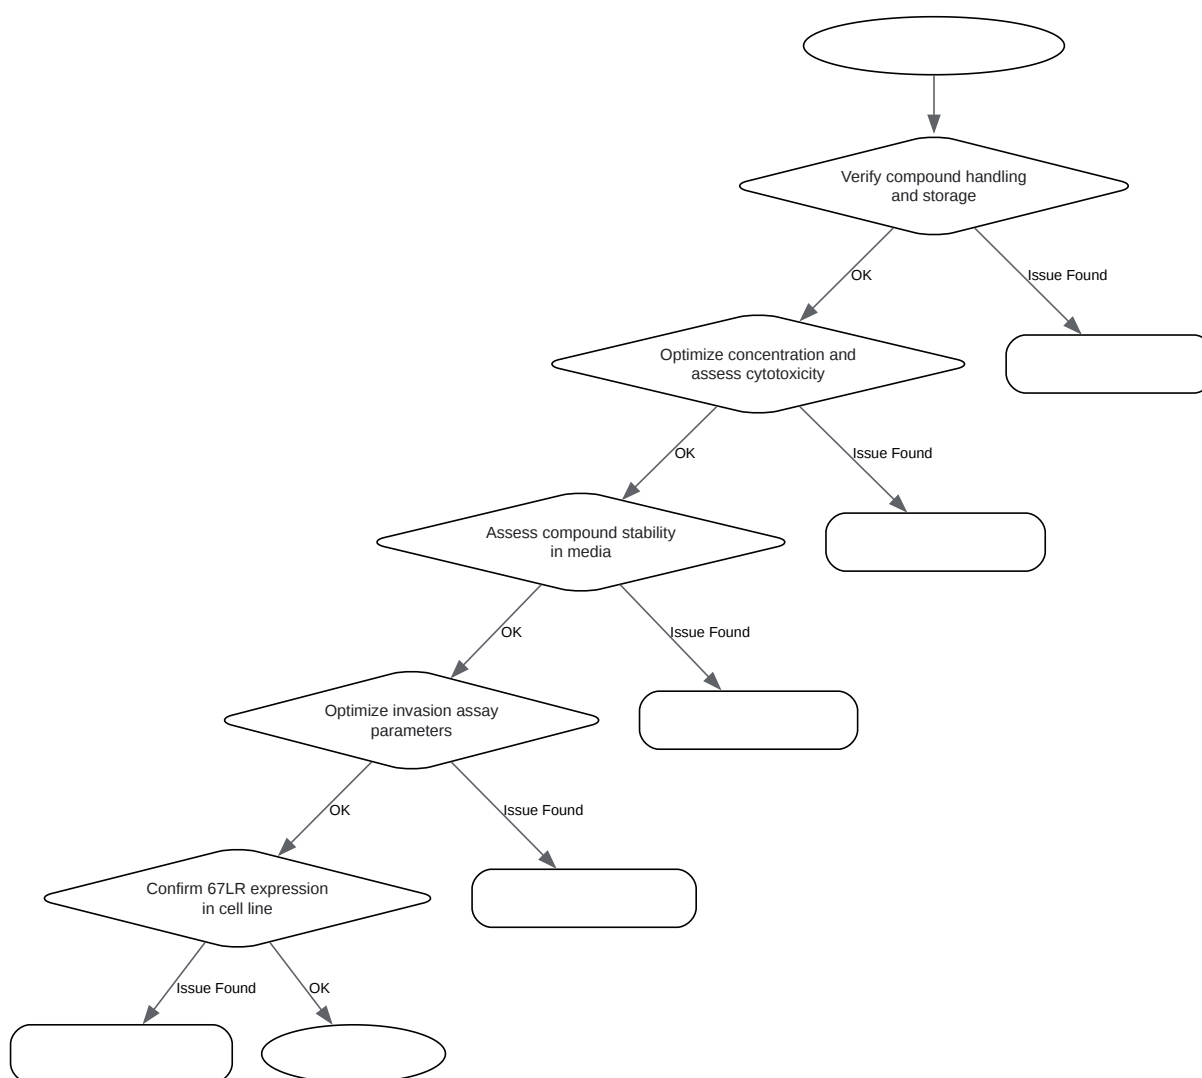 Verify compound handling
and storage
OK
Issue Found
Optimize concentration and
assess cytotoxicity
OK
Issue Found
Assess compound stability
in media
OK
Issue Found
Optimize invasion assay
parameters
OK
Issue Found
Confirm 67LR expression
in cell line
Issue Found
OK